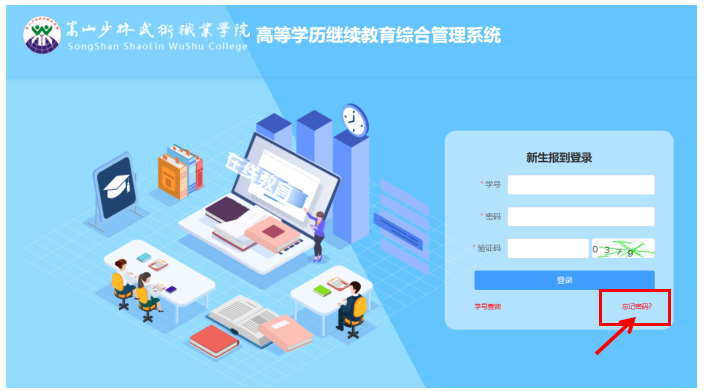 嵩山少林武術職業学院 高等学历继续教育综合管理系统
SongShan ShaoLin WuShu College
在线教育
新生报到登录
* 学号
* 密码
* 验证码 0379
登录
学号查询 忘记密码?